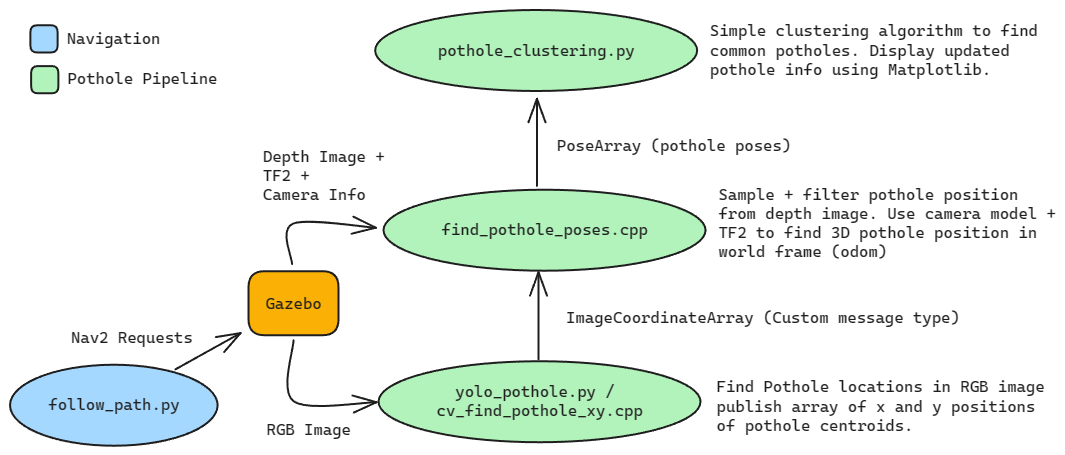 Navigation
Pothole Pipeline
pothole_clustering.py
Simple clustering algorithm to find
common potholes. Display updated
pothole info using Matplotlib.
PoseArray (pothole poses)
Depth Image +
TF2 +
Camera Info
find_pothole_poses.cpp
Sample + filter pothole position
from depth image. Use camera model +
TF2 to find 3D pothole position in
world frame (odom)
Gazebo
ImageCoordinateArray (Custom message type)
Nav2 Requests
follow_path.py
RGB Image
yolo_pothole.py /
cv_find_pothole_xy.cpp
Find Pothole locations in RGB image
publish array of x and y positions
of pothole centroids.